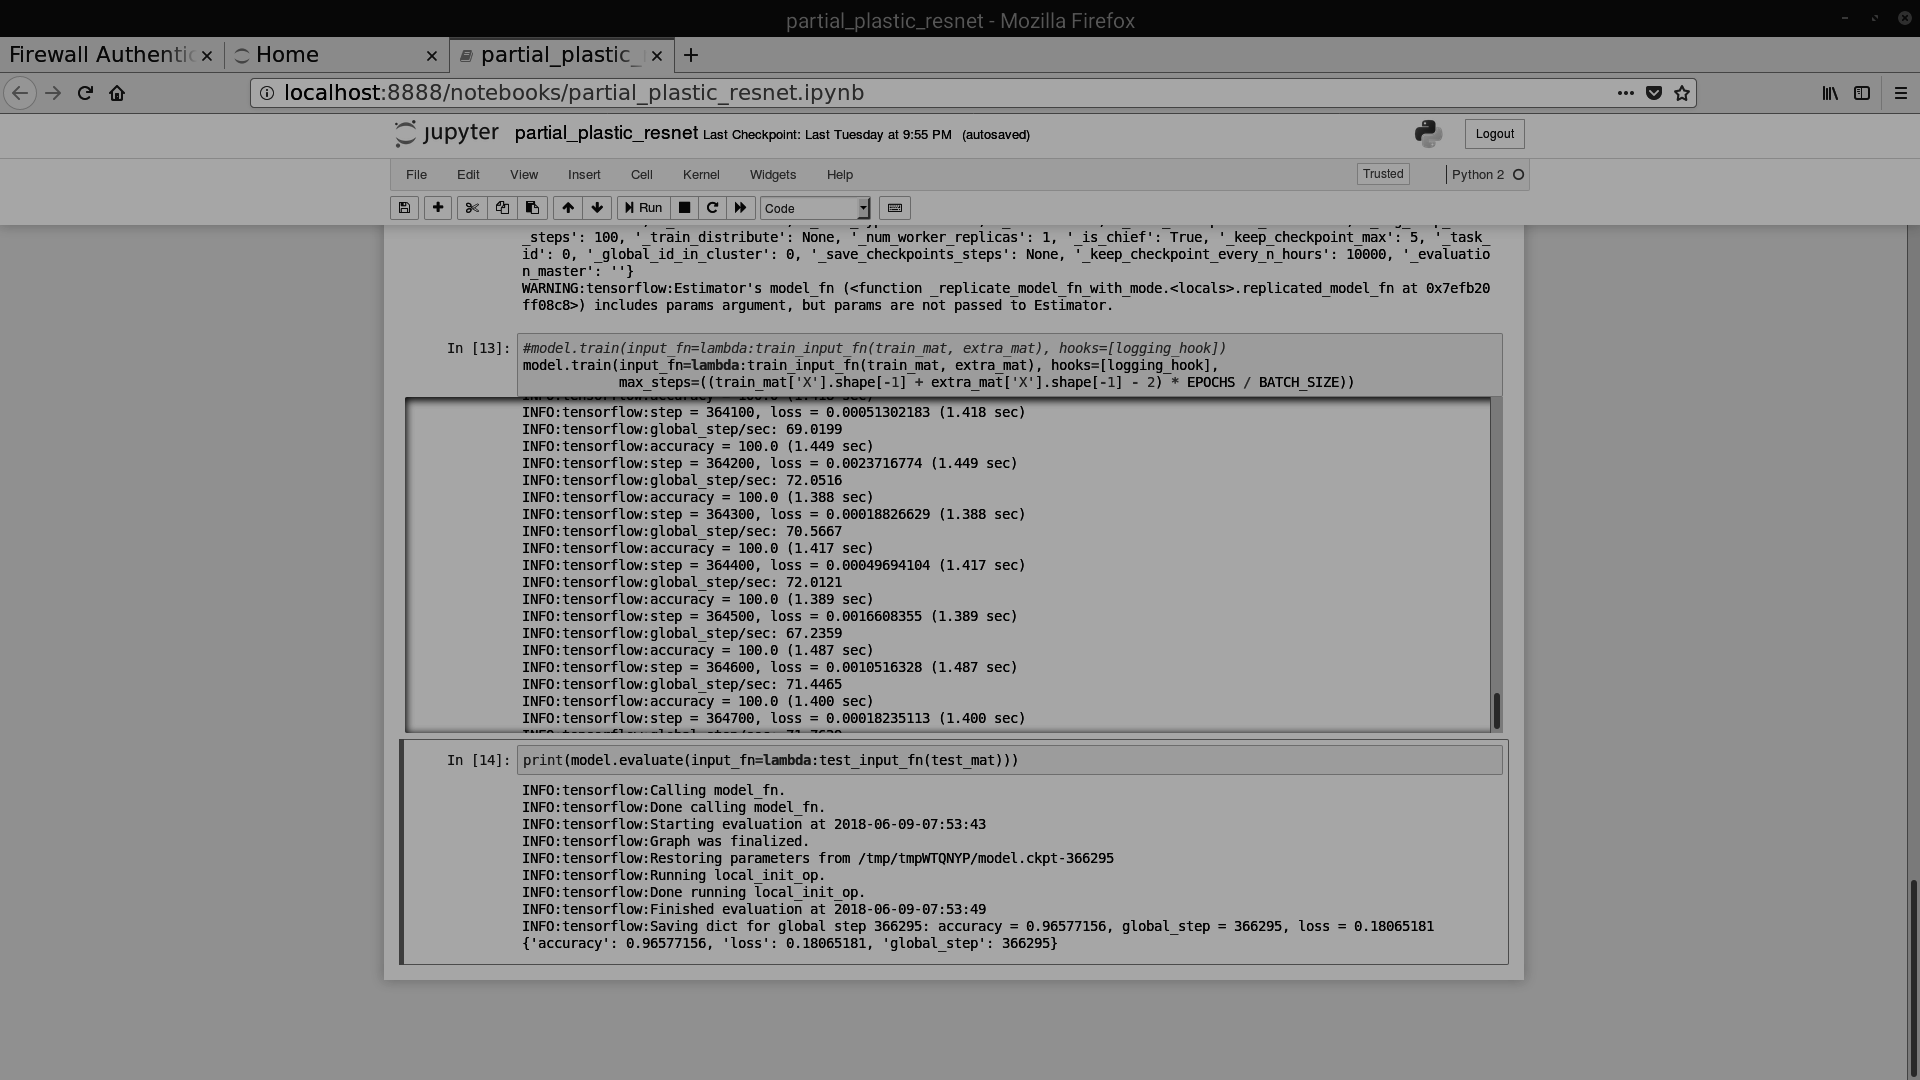 partial_plastic_resnet - Mozilla Firefox
Firewall Authentic
Home
partial_plastic_
localhost:8888/notebooks/partial_plastic_resnet.ipynb
jupyter partial_plastic_resnet Last Checkpoint: Last Tuesday at 9:55 PM (autosaved)
Logout
File Edit View Insert Cell Kernel Widgets Help
Trusted
Python 2
Run
Code
_steps': 100, '_train_distribute': None, '_num_worker_replicas': 1, '_is_chief': True, '_keep_checkpoint_max': 5, '_task_
id': 0, '_global_id_in_cluster': 0, '_save_checkpoints_steps': None, '_keep_checkpoint_every_n_hours': 10000, '_evaluatio
n_master': ''}
WARNING:tensorflow:Estimator's model_fn (<function _replicate_model_fn_with_mode.<locals>.replicated_model_fn at 0x7efb20
ff08c8>) includes params argument, but params are not passed to Estimator.
In [13]:
#model.train(input_fn=lambda:train_input_fn(train_mat, extra_mat), hooks=[logging_hook])
model.train(input_fn=lambda:train_input_fn(train_mat, extra_mat), hooks=[logging_hook],
max_steps=((train_mat['X'].shape[-1] + extra_mat['X'].shape[-1] - 2) * EPOCHS / BATCH_SIZE))
INFO:tensorflow:step = 364100, loss = 0.00051302183 (1.418 sec)
INFO:tensorflow:global_step/sec: 69.0199
INFO:tensorflow:accuracy = 100.0 (1.449 sec)
INFO:tensorflow:step = 364200, loss = 0.0023716774 (1.449 sec)
INFO:tensorflow:global_step/sec: 72.0516
INFO:tensorflow:accuracy = 100.0 (1.388 sec)
INFO:tensorflow:step = 364300, loss = 0.00018826629 (1.388 sec)
INFO:tensorflow:global_step/sec: 70.5667
INFO:tensorflow:accuracy = 100.0 (1.417 sec)
INFO:tensorflow:step = 364400, loss = 0.00049694104 (1.417 sec)
INFO:tensorflow:global_step/sec: 72.0121
INFO:tensorflow:accuracy = 100.0 (1.389 sec)
INFO:tensorflow:step = 364500, loss = 0.0016608355 (1.389 sec)
INFO:tensorflow:global_step/sec: 67.2359
INFO:tensorflow:accuracy = 100.0 (1.487 sec)
INFO:tensorflow:step = 364600, loss = 0.0010516328 (1.487 sec)
INFO:tensorflow:global_step/sec: 71.4465
INFO:tensorflow:accuracy = 100.0 (1.400 sec)
INFO:tensorflow:step = 364700, loss = 0.00018235113 (1.400 sec)
In [14]:
print(model.evaluate(input_fn=lambda:test_input_fn(test_mat)))
INFO:tensorflow:Calling model_fn.
INFO:tensorflow:Done calling model_fn.
INFO:tensorflow:Starting evaluation at 2018-06-09-07:53:43
INFO:tensorflow:Graph was finalized.
INFO:tensorflow:Restoring parameters from /tmp/tmpWTQNYP/model.ckpt-366295
INFO:tensorflow:Running local_init_op.
INFO:tensorflow:Done running local_init_op.
INFO:tensorflow:Finished evaluation at 2018-06-09-07:53:49
INFO:tensorflow:Saving dict for global step 366295: accuracy = 0.96577156, global_step = 366295, loss = 0.18065181
{'accuracy': 0.96577156, 'loss': 0.18065181, 'global_step': 366295}